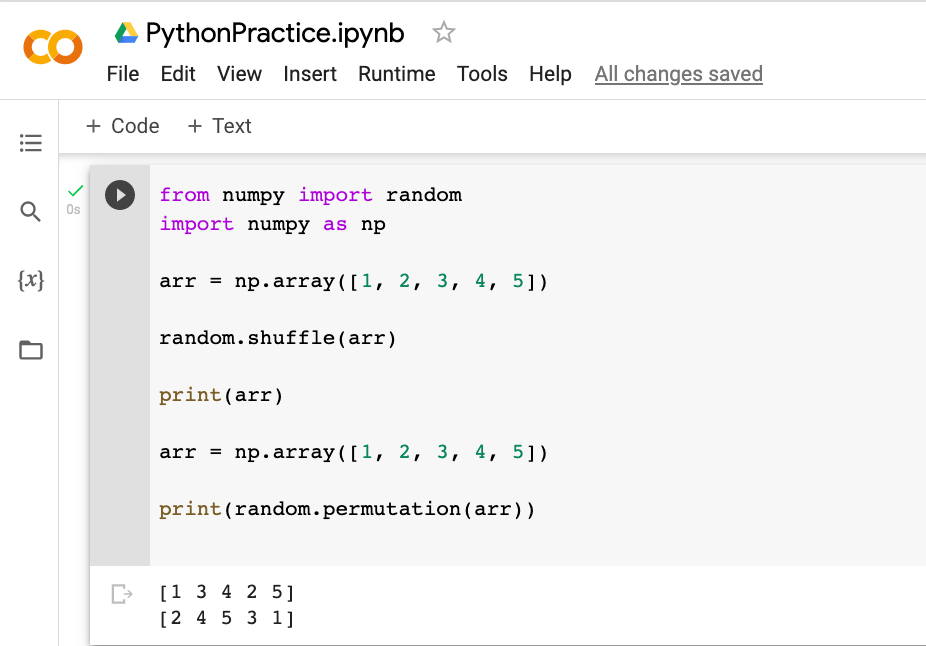 PythonPractice.ipynb
File Edit View Insert Runtime Tools Help All changes saved
+ Code + Text
0s
{x}
from numpy import random
import numpy as np
arr = np.array([1, 2, 3, 4, 5])
random.shuffle(arr)
print(arr)
arr = np.array([1, 2, 3, 4, 5])
print(random.permutation(arr))
[1 3 4 2 5]
[2 4 5 3 1]